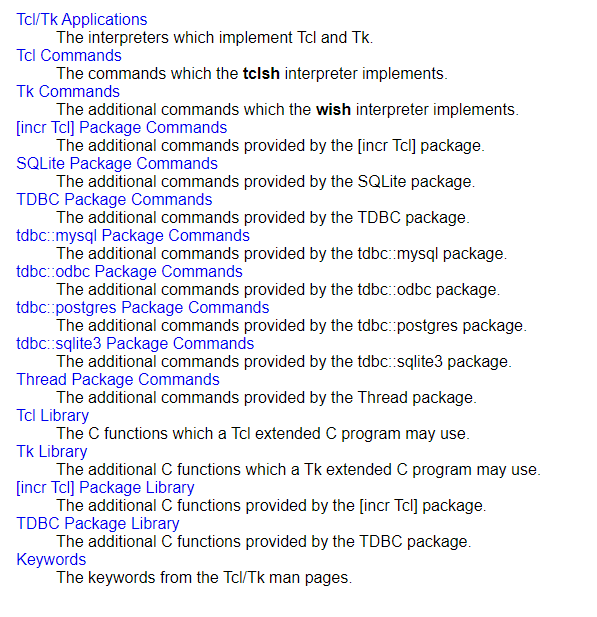 Tcl/Tk Applications
The interpreters which implement Tcl and Tk.
Tcl Commands
The commands which the tclsh interpreter implements.
Tk Commands
The additional commands which the wish interpreter implements.
[incr Tcl] Package Commands
The additional commands provided by the [incr Tcl] package.
SQLite Package Commands
The additional commands provided by the SQLite package.
TDBC Package Commands
The additional commands provided by the TDBC package.
tdbc::mysql Package Commands
The additional commands provided by the tdbc::mysql package.
tdbc::odbc Package Commands
The additional commands provided by the tdbc::odbc package.
tdbc::postgres Package Commands
The additional commands provided by the tdbc::postgres package.
tdbc::sqlite3 Package Commands
The additional commands provided by the tdbc::sqlite3 package.
Thread Package Commands
The additional commands provided by the Thread package.
Tcl Library
The C functions which a Tcl extended C program may use.
Tk Library
The additional C functions which a Tk extended C program may use.
[incr Tcl] Package Library
The additional C functions provided by the [incr Tcl] package.
TDBC Package Library
The additional C functions provided by the TDBC package.
Keywords
The keywords from the Tcl/Tk man pages.